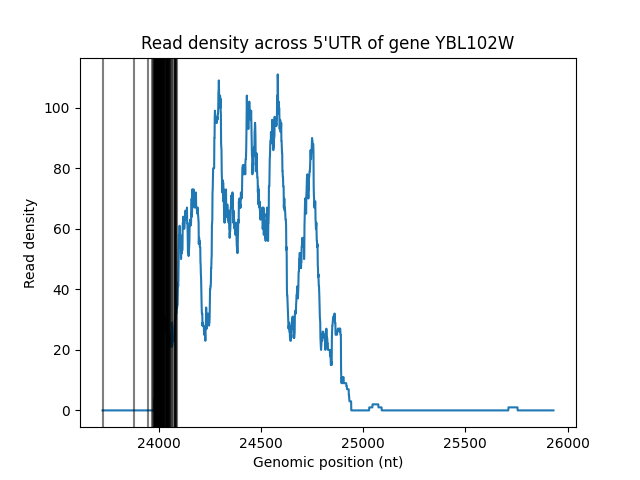 Read density across 5'UTR of gene YBL102W
Read density
100
80
60
40
20
0
24000 24500 25000 25500 26000
Genomic position (nt)